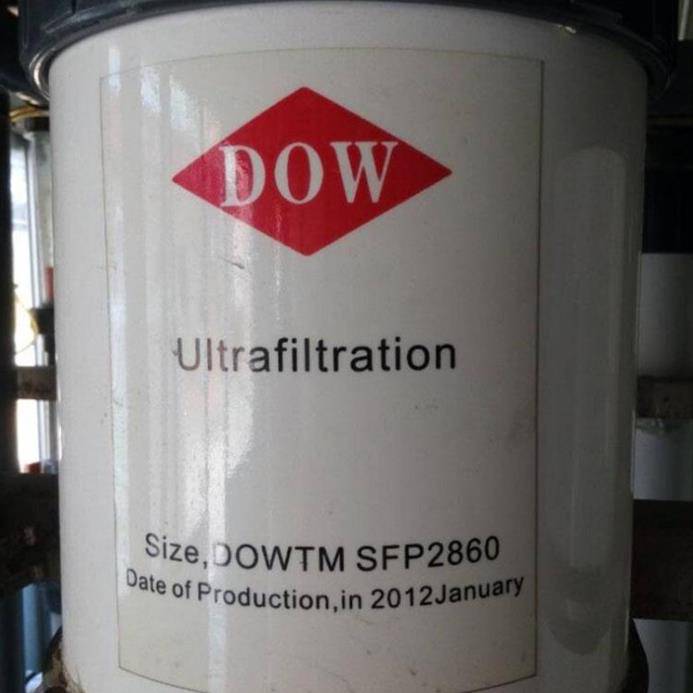 DOW
Ultrafiltration
Size,DOWTM SFP2860
Date of Production,in 2012January